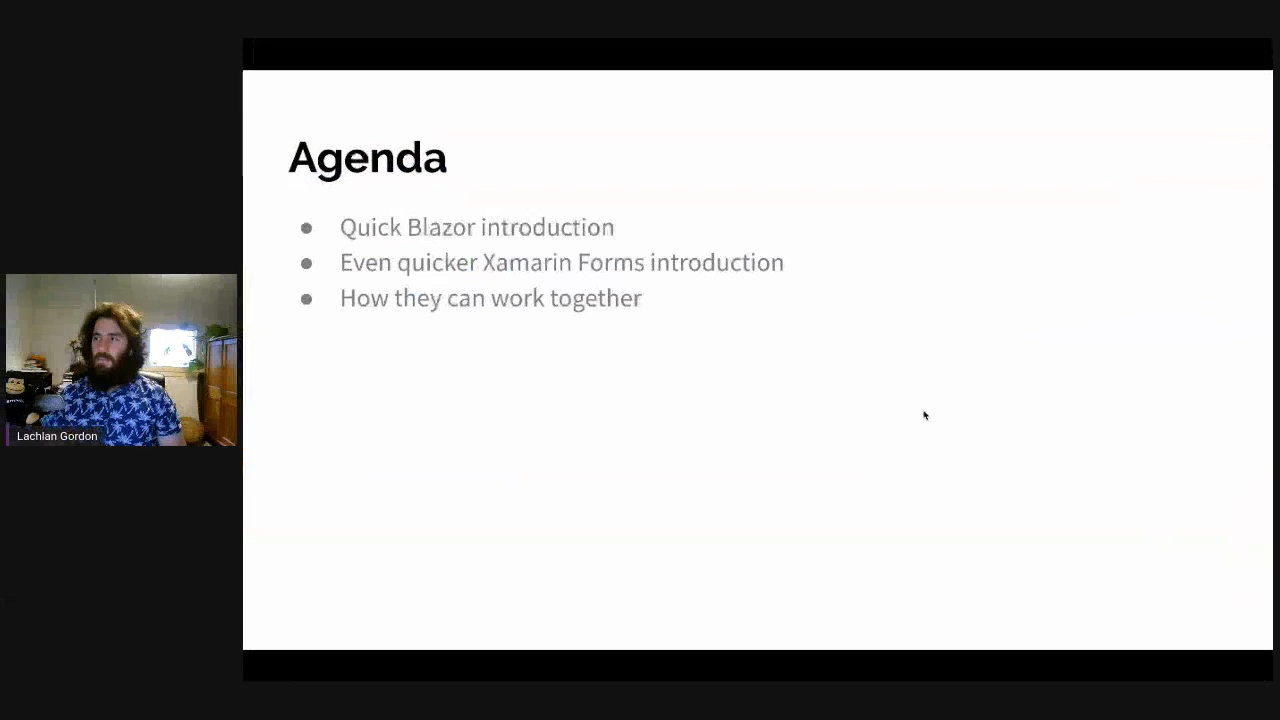 Agenda
● Quick Blazor introduction
● Even quicker Xamarin Forms introduction
● How they can work together
Lachlan Gordon